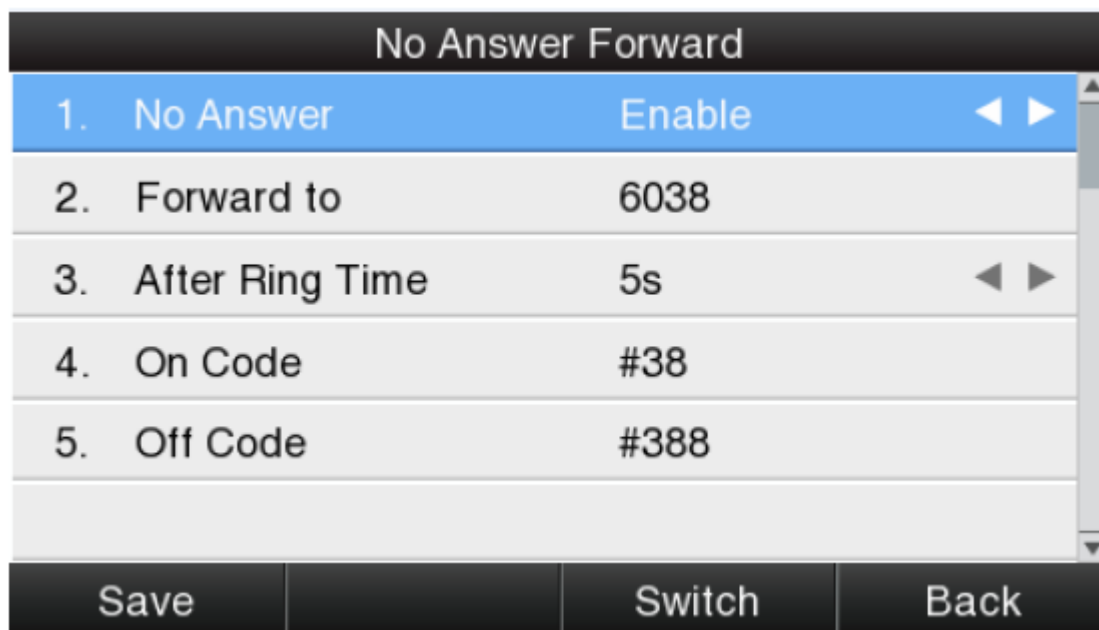 No Answer Forward
1. No Answer Enable
2. Forward to 6038
3. After Ring Time 5s
4. On Code #38
5. Off Code #388
Save Switch Back